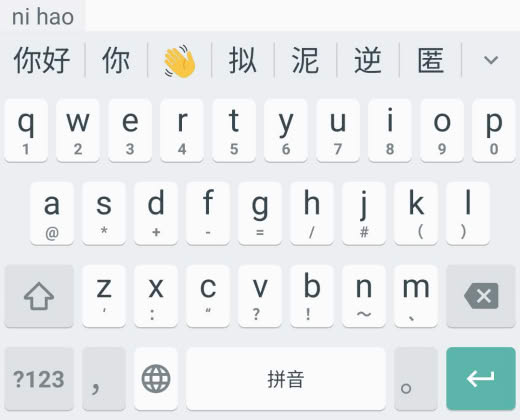 ni hao
你好 你 👋 拟 泥 逆 匿
q w e r t y u i o p
1 2 3 4 5 6 7 8 9 0
a s d f g h j k l
@ * + - = / # ( )
z x c v b n m
‘ : “ ? ! ～ 、
?123 ， 拼音 。